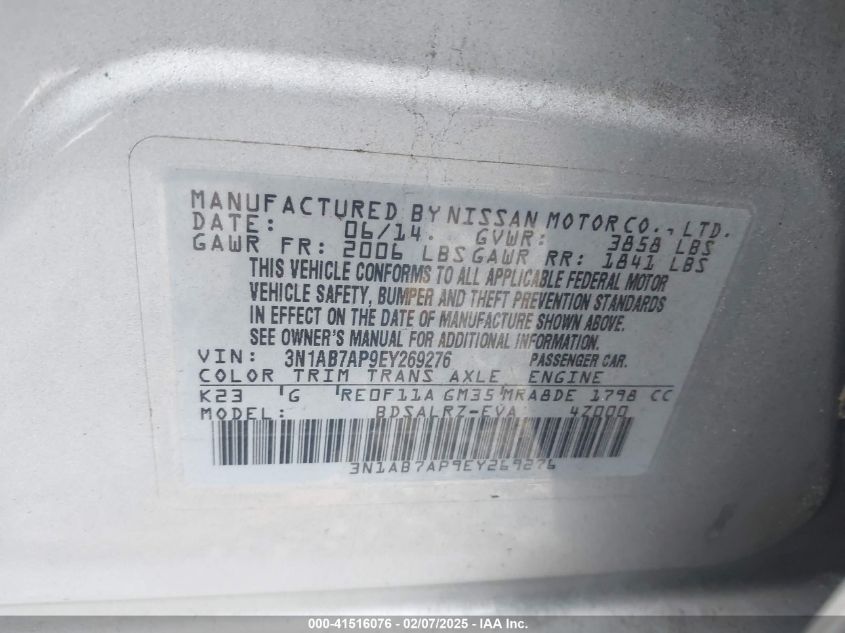 MANUFACTURED BY NISSAN MOTOR CO., LTD.
DATE: 06/14. GVWR: 3858 LBS
GAWR FR: 2006 LBS GAWR RR: 1841 LBS
THIS VEHICLE CONFORMS TO ALL APPLICABLE FEDERAL MOTOR
VEHICLE SAFETY, BUMPER AND THEFT PREVENTION STANDARDS
IN EFFECT ON THE DATE OF MANUFACTURE SHOWN ABOVE.
SEE OWNER'S MANUAL FOR ADDITIONAL INFORMATION.
VIN: 3N1AB7AP9EY269276 PASSENGER CAR.
COLOR TRIM TRANS AXLE ENGINE
K23 G RE0F11A GM35 MRA8DE 1798 CC
MODEL: BDSALRZ-EVA 4Z000
3N1AB7AP9EY269276
000-41516076 - 02/07/2025 - IAA Inc.